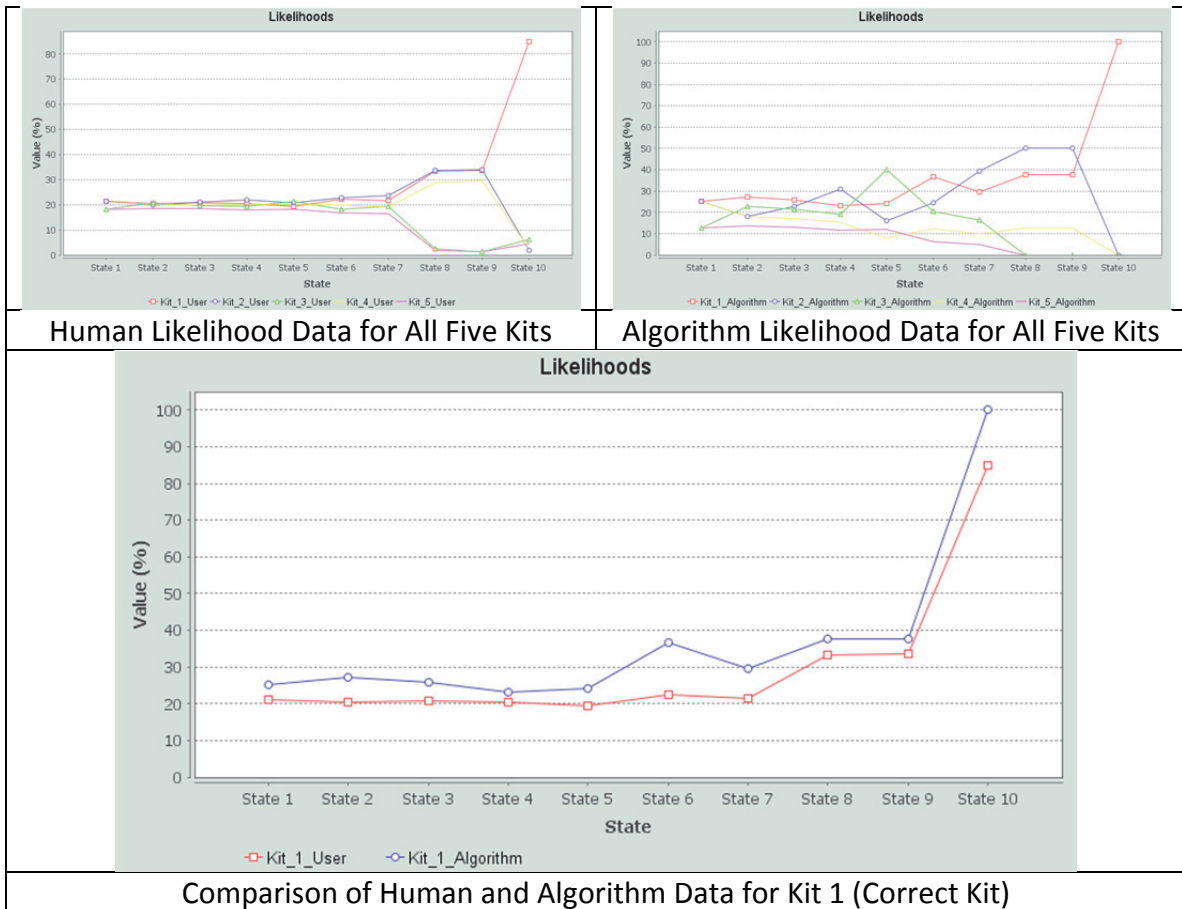 Likelihoods
Value (%)
80
70
60
50
40
30
20
10
0
State 1 State 2 State 3 State 4 State 5 State 6 State 7 State 8 State 9 State 10
State
Kit_1_User Kit_2_User Kit_3_User Kit_4_User Kit_5_User
Human Likelihood Data for All Five Kits
Likelihoods
Value (%)
100
90
80
70
60
50
40
30
20
10
0
State 1 State 2 State 3 State 4 State 5 State 6 State 7 State 8 State 9 State 10
State
Kit_1_Algorithm Kit_2_Algorithm Kit_3_Algorithm Kit_4_Algorithm Kit_5_Algorithm
Algorithm Likelihood Data for All Five Kits
Likelihoods
Value (%)
100
90
80
70
60
50
40
30
20
10
0
State 1 State 2 State 3 State 4 State 5 State 6 State 7 State 8 State 9 State 10
State
Kit_1_User Kit_1_Algorithm
Comparison of Human and Algorithm Data for Kit 1 (Correct Kit)